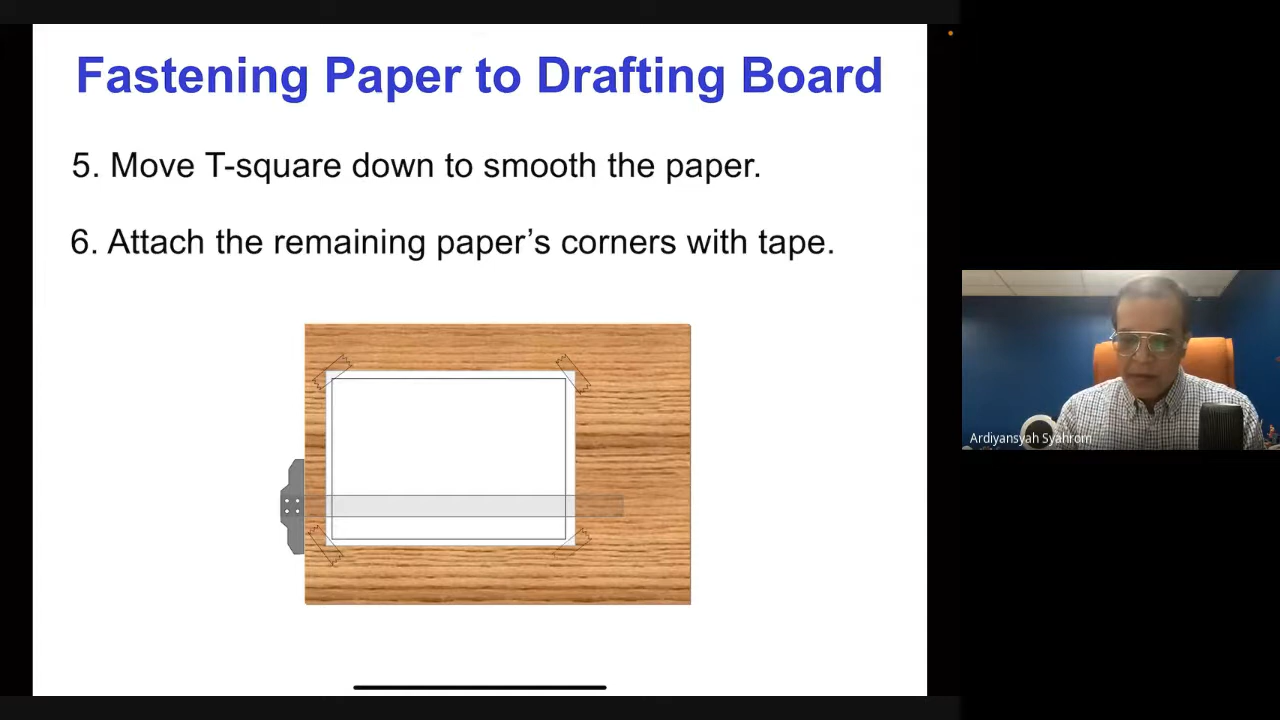 Fastening Paper to Drafting Board
5. Move T-square down to smooth the paper.
6. Attach the remaining paper’s corners with tape.
Ardiyansyah Syahrom